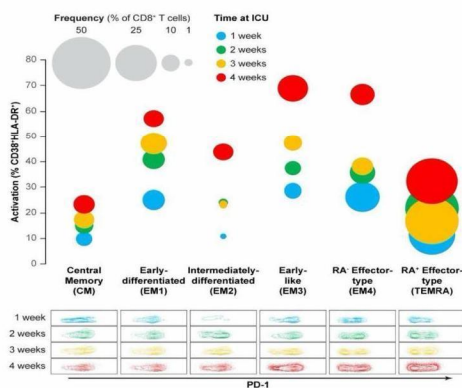 Frequency (% of CD8⁺ T cells)
50 25 10 1
Time at ICU
1 week
2 weeks
3 weeks
4 weeks
Activation (% CD38⁺HLA-DR⁺)
80
70
60
50
40
30
20
10
0
Central Memory (CM)
Early-differentiated (EM1)
Intermediately-differentiated (EM2)
Early-like (EM3)
RA⁻ Effector-type (EM4)
RA⁺ Effector-type (TEMRA)
1 week
2 weeks
3 weeks
4 weeks
PD-1